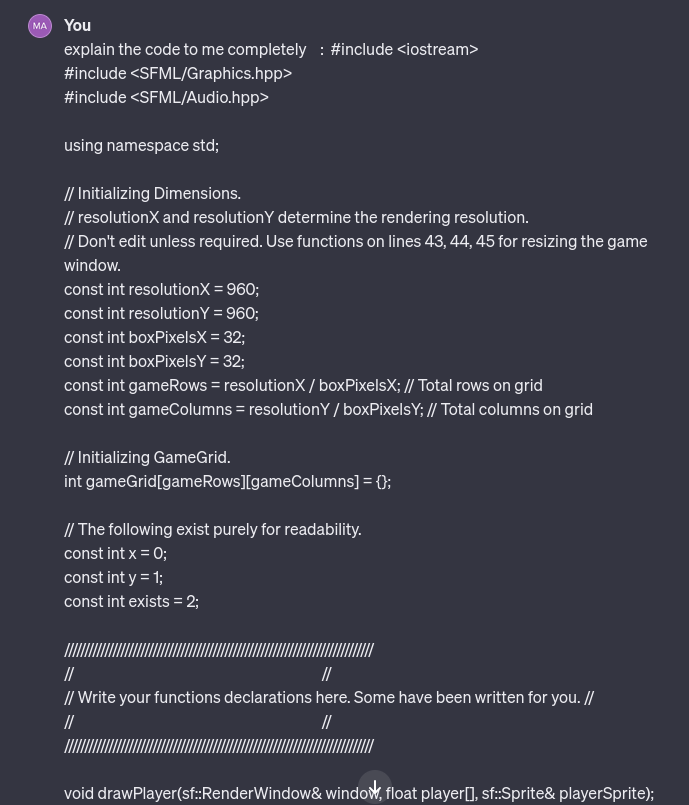 MA You
explain the code to me completely : #include <iostream>
#include <SFML/Graphics.hpp>
#include <SFML/Audio.hpp>
using namespace std;
// Initializing Dimensions.
// resolutionX and resolutionY determine the rendering resolution.
// Don't edit unless required. Use functions on lines 43, 44, 45 for resizing the game
window.
const int resolutionX = 960;
const int resolutionY = 960;
const int boxPixelsX = 32;
const int boxPixelsY = 32;
const int gameRows = resolutionX / boxPixelsX; // Total rows on grid
const int gameColumns = resolutionY / boxPixelsY; // Total columns on grid
// Initializing GameGrid.
int gameGrid[gameRows][gameColumns] = {};
// The following exist purely for readability.
const int x = 0;
const int y = 1;
const int exists = 2;
/////////////////////////////////////////////////////////////////////////////
// //
// Write your functions declarations here. Some have been written for you. //
// //
/////////////////////////////////////////////////////////////////////////////
void drawPlayer(sf::RenderWindow& window, float player[], sf::Sprite& playerSprite);